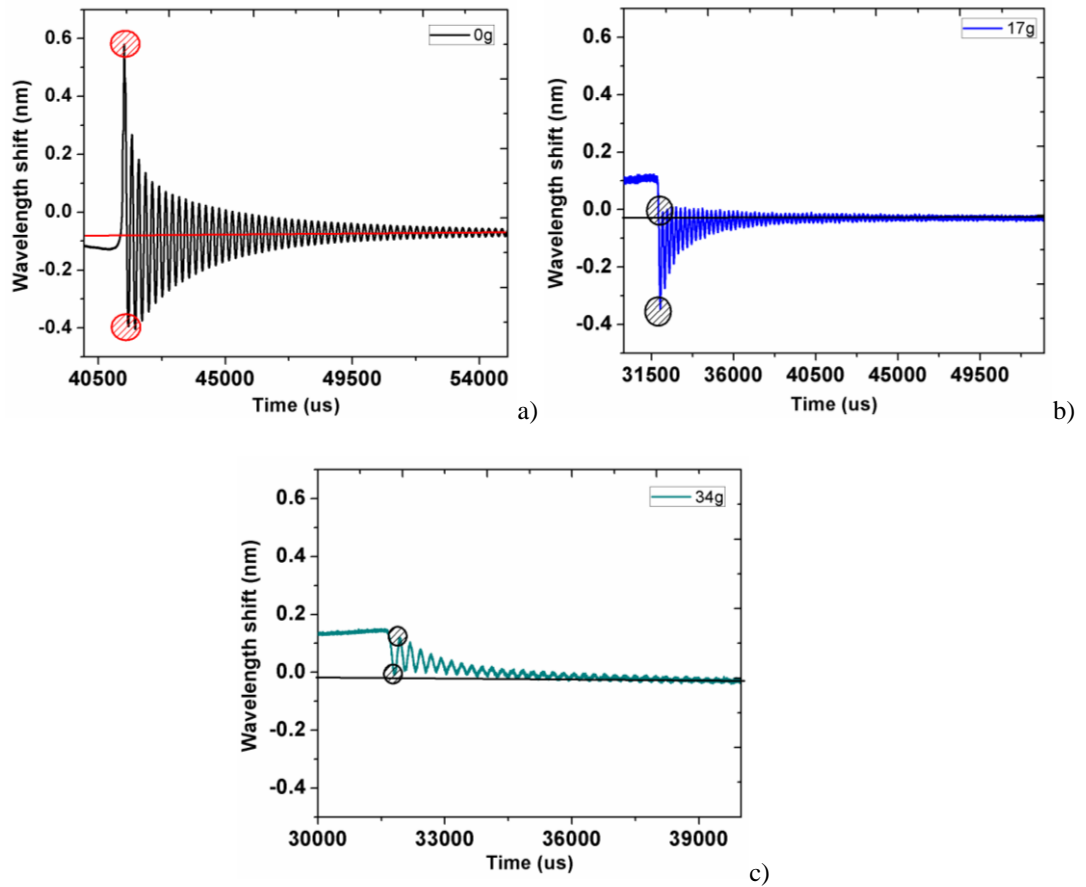 0g
Wavelength shift (nm)
0.6
0.4
0.2
0.0
-0.2
-0.4
40500 45000 49500 54000
Time (us)
a)
17g
Wavelength shift (nm)
0.6
0.4
0.2
0.0
-0.2
-0.4
31500 36000 40500 45000 49500
Time (us)
b)
34g
Wavelength shift (nm)
0.6
0.4
0.2
0.0
-0.2
-0.4
30000 33000 36000 39000
Time (us)
c)